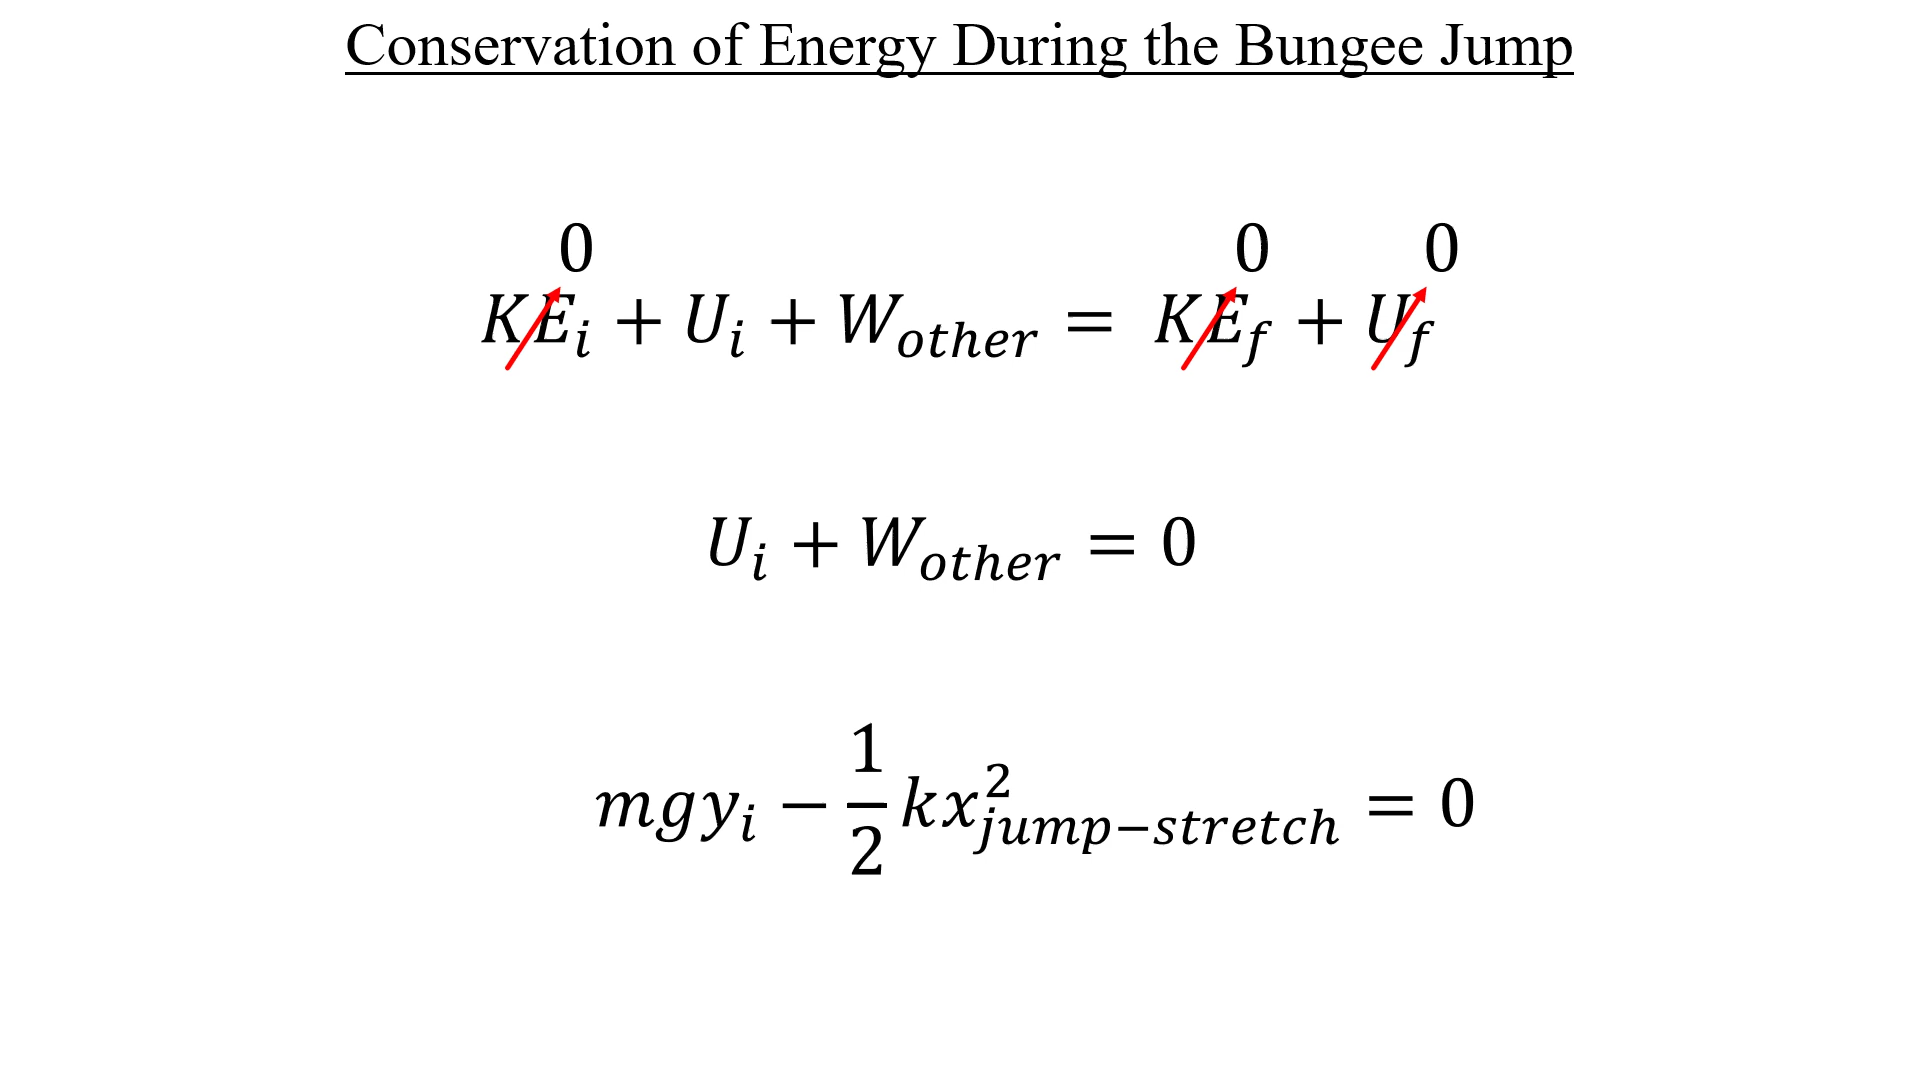 Conservation of Energy During the Bungee Jump
0 0 0
KE_i + U_i + W_other = KE_f + U_f
U_i + W_other = 0
mgy_i − 1/2 kx²_jump−stretch = 0